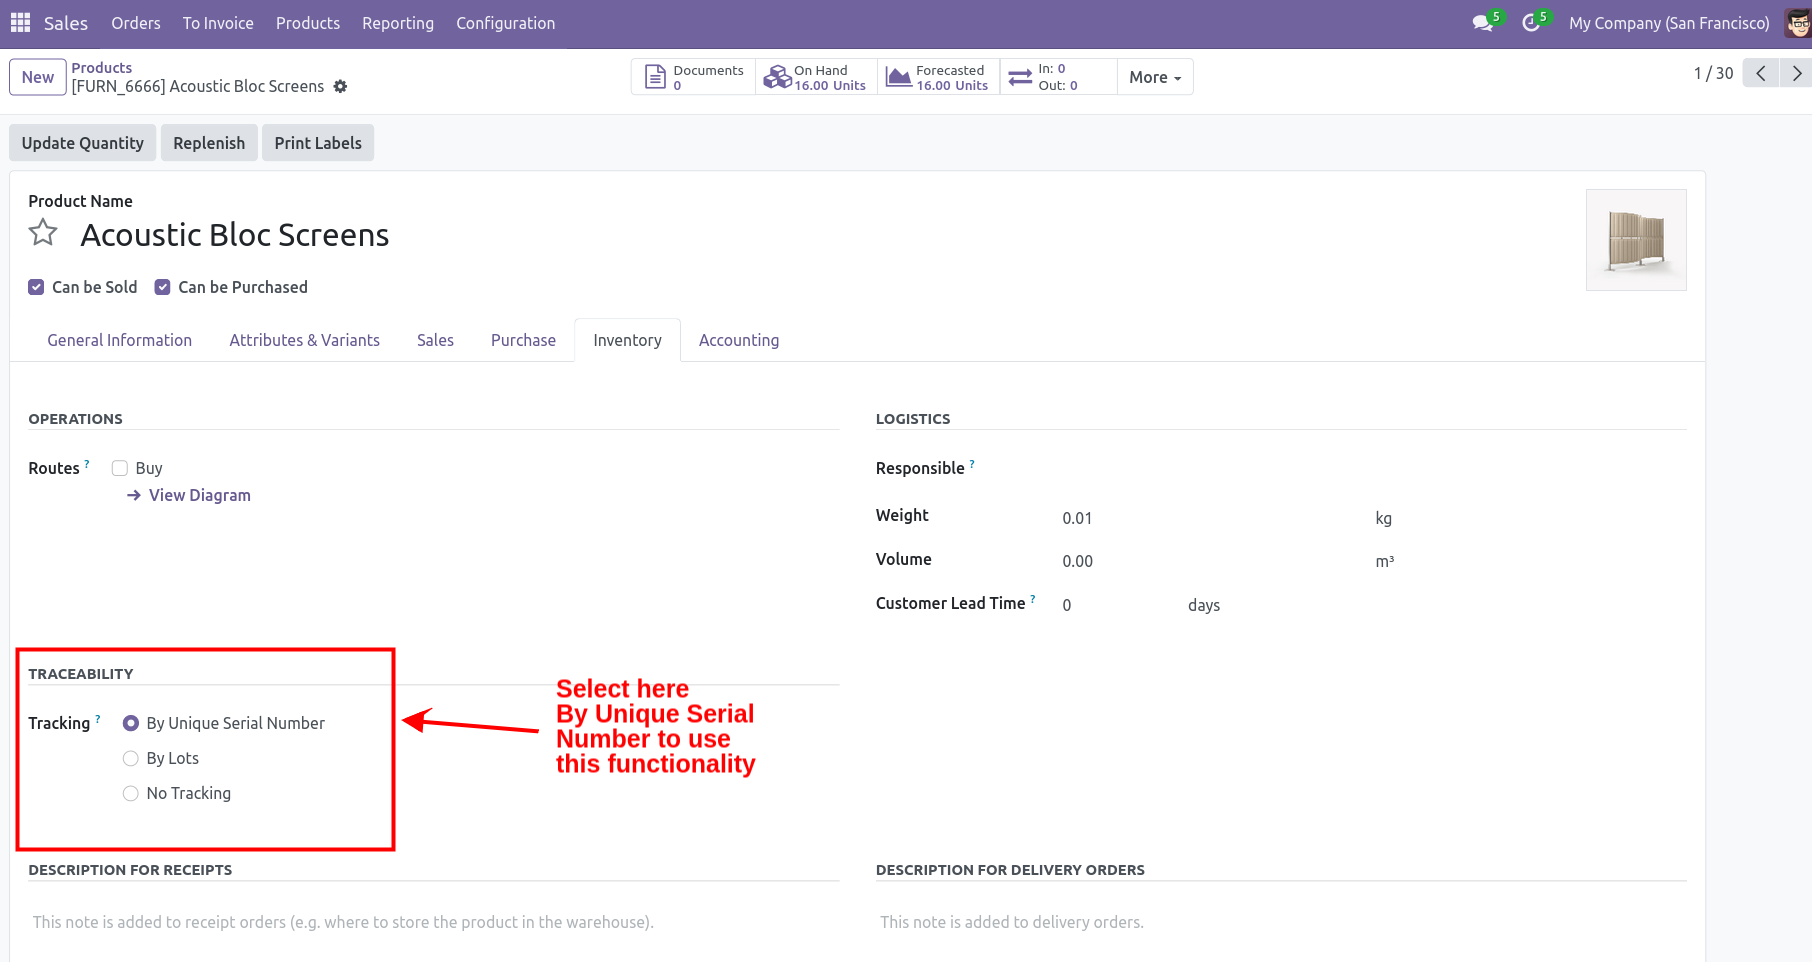 Sales Orders To Invoice Products Reporting Configuration 5 5 My Company (San Francisco)
New Products [FURN_6666] Acoustic Bloc Screens
Documents 0
On Hand 16.00 Units
Forecasted 16.00 Units
In: 0
Out: 0
More
1 / 30
Update Quantity Replenish Print Labels
Product Name
Acoustic Bloc Screens
Can be Sold Can be Purchased
General Information Attributes & Variants Sales Purchase Inventory Accounting
OPERATIONS
Routes ? Buy
View Diagram
LOGISTICS
Responsible ?
Weight 0.01 kg
Volume 0.00 m³
Customer Lead Time ? 0 days
TRACEABILITY
Tracking ? By Unique Serial Number
By Lots
No Tracking
Select here
By Unique Serial
Number to use
this functionality
DESCRIPTION FOR RECEIPTS
This note is added to receipt orders (e.g. where to store the product in the warehouse).
DESCRIPTION FOR DELIVERY ORDERS
This note is added to delivery orders.